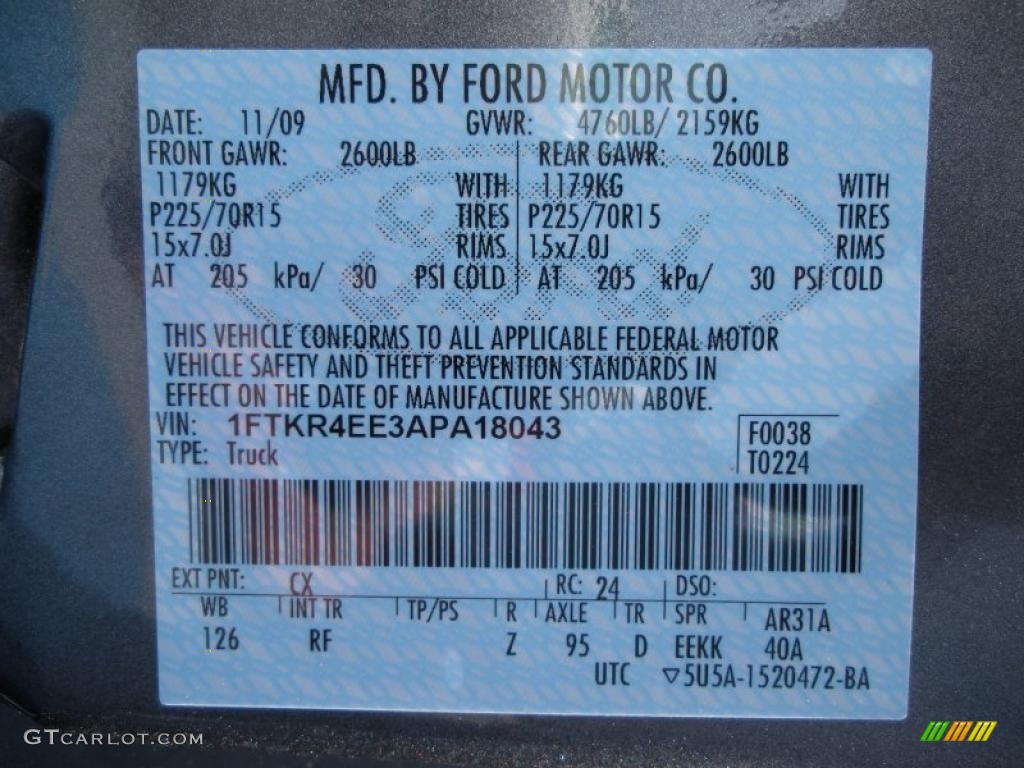 MFD. BY FORD MOTOR CO.
DATE: 11/09 GVWR: 4760LB/ 2159KG
FRONT GAWR: 2600LB REAR GAWR: 2600LB
1179KG WITH 1179KG WITH
P225/70R15 TIRES P225/70R15 TIRES
15x7.0J RIMS 15x7.0J RIMS
AT 205 kPa/ 30 PSI COLD AT 205 kPa/ 30 PSI COLD
THIS VEHICLE CONFORMS TO ALL APPLICABLE FEDERAL MOTOR
VEHICLE SAFETY AND THEFT PREVENTION STANDARDS IN
EFFECT ON THE DATE OF MANUFACTURE SHOWN ABOVE.
VIN: 1FTKR4EE3APA18043 F0038
TYPE: Truck T0224
EXT PNT: CX RC: 24 DSO:
WB INT TR TP/PS R AXLE TR SPR AR31A
126 RF Z 95 D EEKK 40A
UTC ▽5U5A-1520472-BA
GTCARLOT.COM